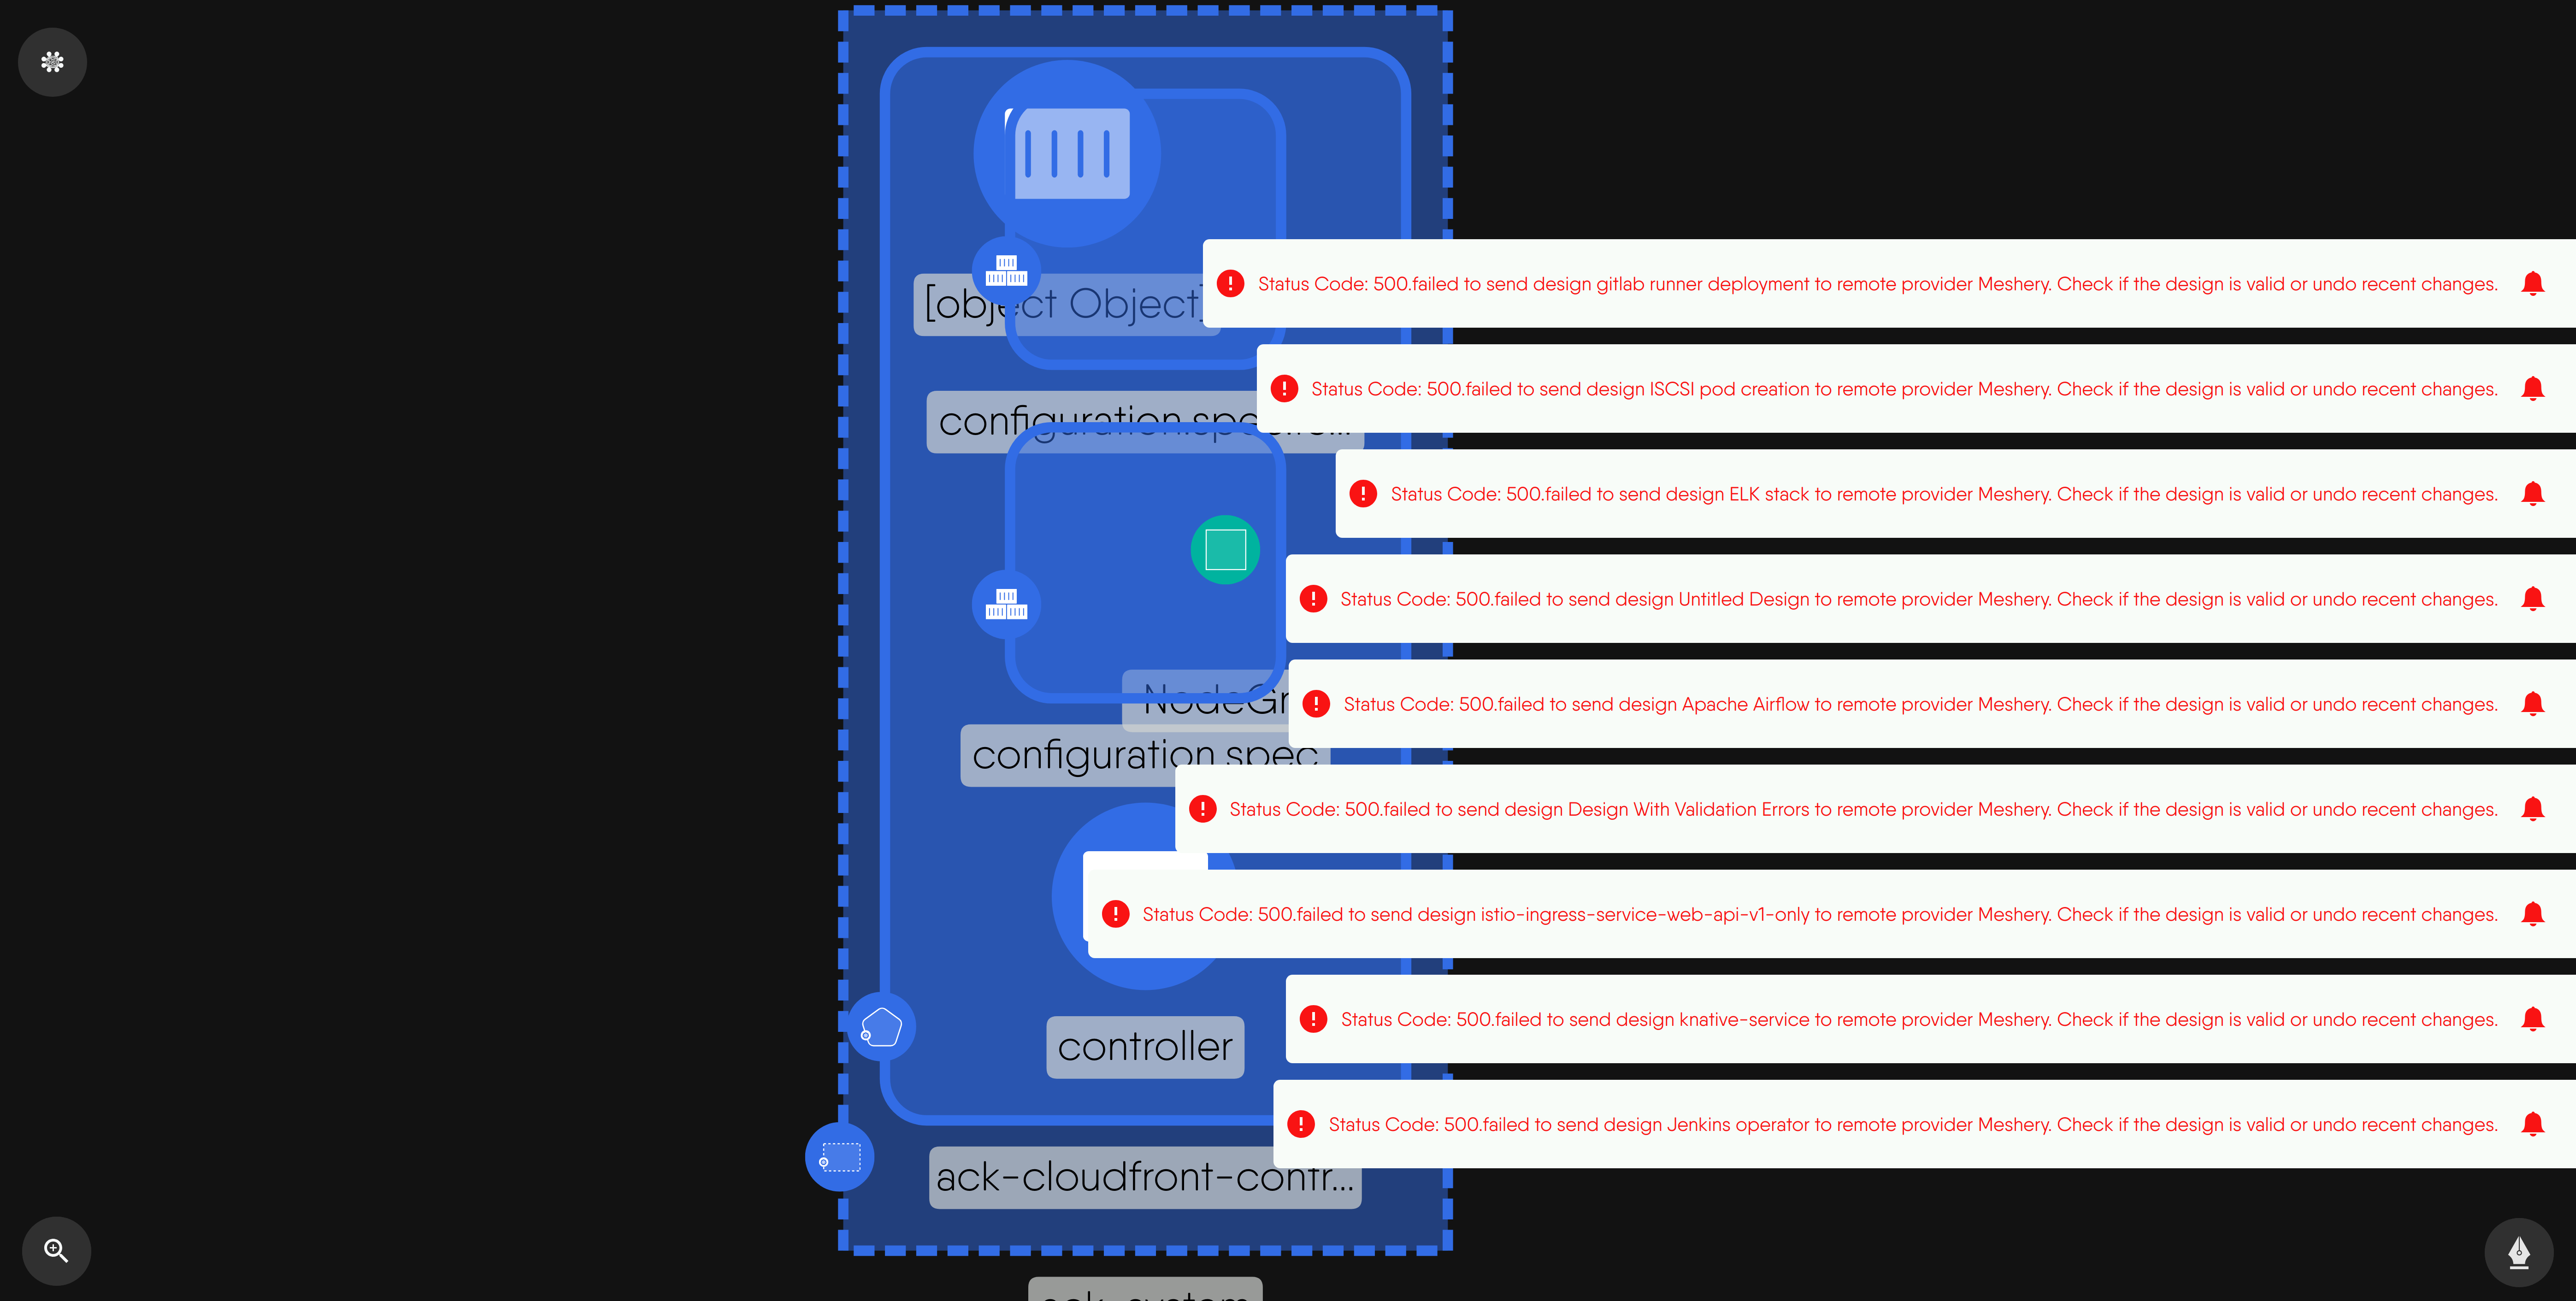 [object Object]
Status Code: 500.failed to send design gitlab runner deployment to remote provider Meshery. Check if the design is valid or undo recent changes.
Status Code: 500.failed to send design ISCSI pod creation to remote provider Meshery. Check if the design is valid or undo recent changes.
configuration.spec
Status Code: 500.failed to send design ELK stack to remote provider Meshery. Check if the design is valid or undo recent changes.
Status Code: 500.failed to send design Untitled Design to remote provider Meshery. Check if the design is valid or undo recent changes.
NodeGr
Status Code: 500.failed to send design Apache Airflow to remote provider Meshery. Check if the design is valid or undo recent changes.
configuration spec
Status Code: 500.failed to send design Design With Validation Errors to remote provider Meshery. Check if the design is valid or undo recent changes.
Status Code: 500.failed to send design istio-ingress-service-web-api-v1-only to remote provider Meshery. Check if the design is valid or undo recent changes.
Status Code: 500.failed to send design knative-service to remote provider Meshery. Check if the design is valid or undo recent changes.
controller
Status Code: 500.failed to send design Jenkins operator to remote provider Meshery. Check if the design is valid or undo recent changes.
ack-cloudfront-contr...
ack-system